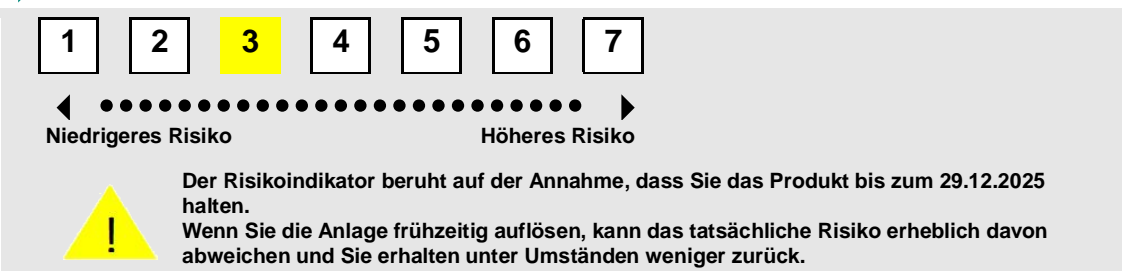 1 2 3 4 5 6 7
Niedrigeres Risiko Höheres Risiko
Der Risikoindikator beruht auf der Annahme, dass Sie das Produkt bis zum 29.12.2025
halten.
Wenn Sie die Anlage frühzeitig auflösen, kann das tatsächliche Risiko erheblich davon
abweichen und Sie erhalten unter Umständen weniger zurück.
!